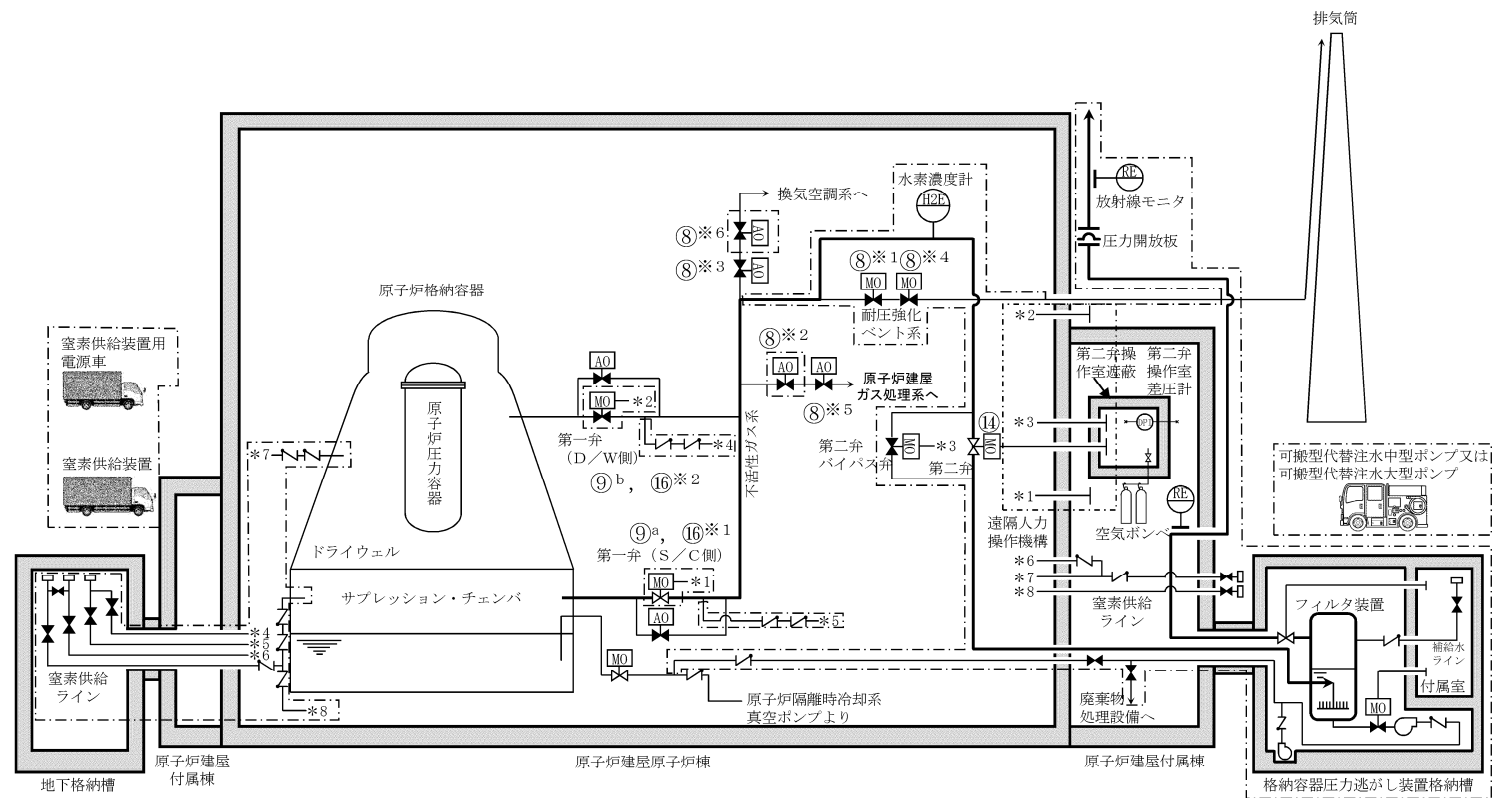 排気筒
換気空調系へ
水素濃度計
H2E
RE
放射線モニタ
⑧※6
AO
⑧※3
AO
圧力開放板
⑧※1
⑧※4
MO
MO
耐圧強化
ベント系
原子炉格納容器
窒素供給装置用
電源車
窒素供給装置
⑧※2
AO
AO
⑧※5
原子炉建屋
ガス処理系へ
AO
MO
*2
第一弁
(D/W側)
⑨b, ⑯※2
*4
不活性ガス系
原子炉圧力容器
*7
第二弁
バイパス弁
MO
*3
⑭
MO
第二弁
*2
第二弁操
作室遮蔽
第二弁
操作室
差圧計
*3
DPI
*1
遠隔人力
操作機構
空気ボンベ
RE
可搬型代替注水中型ポンプ又は
可搬型代替注水大型ポンプ
⑨a, ⑯※1
第一弁(S/C側)
MO
*1
AO
*5
ドライウェル
サプレッション・チェンバ
*6
*7
*8
窒素供給
ライン
フィルタ装置
補給水
ライン
付属室
MO
*4
*5
*6
窒素供給
ライン
*8
MO
原子炉隔離時冷却系
真空ポンプより
廃棄物
処理設備へ
地下格納槽
原子炉建屋
付属棟
原子炉建屋原子炉棟
原子炉建屋付属棟
格納容器圧力逃がし装置格納槽